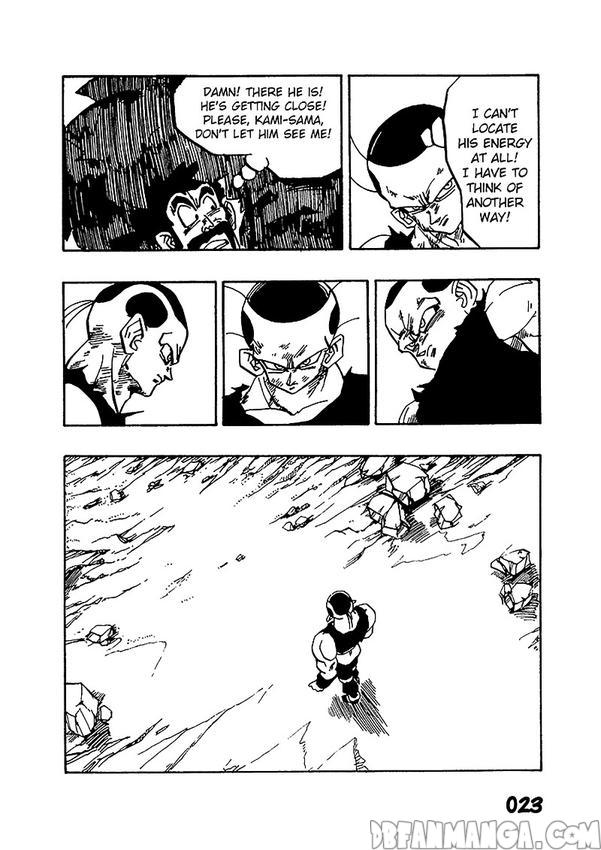 DAMN! THERE HE IS!
HE'S GETTING CLOSE!
PLEASE, KAMI-SAMA,
DON'T LET HIM SEE ME!
I CAN'T
LOCATE
HIS ENERGY
AT ALL!
I HAVE
TO THINK
OF
ANOTHER
WAY!
023
DBFANMANGA.COM